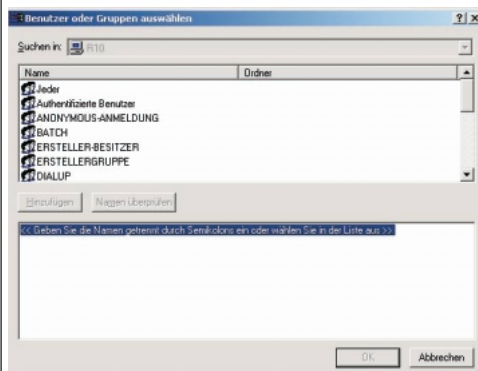 Benutzer oder Gruppen auswählen
Suchen in: R10
Name Ordner
Jeder
Authentifizierte Benutzer
ANONYMOUS-ANMELDUNG
BATCH
ERSTELLER-BESITZER
ERSTELLERGRUPPE
DIALUP
Hinzufügen Namen überprüfen
<< Geben Sie die Namen getrennt durch Semikolons ein oder wählen Sie in der Liste aus >>
OK Abbrechen